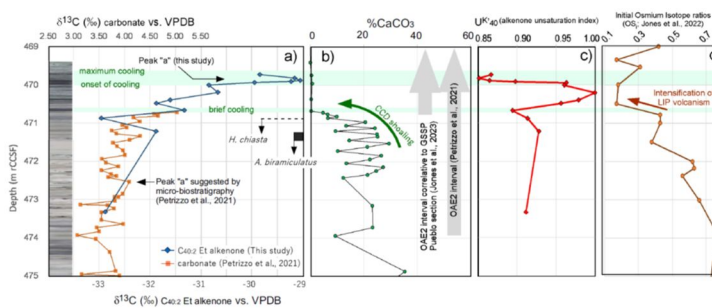 δ¹³C (‰) carbonate vs. VPDB
2.50 3.00 3.50 4.00 4.50 5.00 5.50
%CaCO₃
0 20 40 60
UK'40 (alkenone unsaturation index)
0.85 0.90 0.95 1.00
Initial Osmium Isotope ratios
(OSi; Jones et al., 2022)
0.1 0.3 0.5 0.7
a)
b)
c)
Peak "a" (this study)
maximum cooling
onset of cooling
brief cooling
CCD shoaling
H. chiasta
A. biramiculatus
OAE2 interval correlative to GSSP
Pueblo section (Jones et al., 2023)
OAE2 interval (Petrizzo et al., 2021)
Intensification of
LIP volcanism
Peak "a" suggested by
micro-biostratigraphy
(Petrizzo et al., 2021)
C40:2 Et alkenone (This study)
carbonate (Petrizzo et al., 2021)
Depth (m rCCSF)
469
470
471
472
473
474
475
-33 -32 -31 -30 -29
δ¹³C (‰) C40:2 Et alkenone vs. VPDB